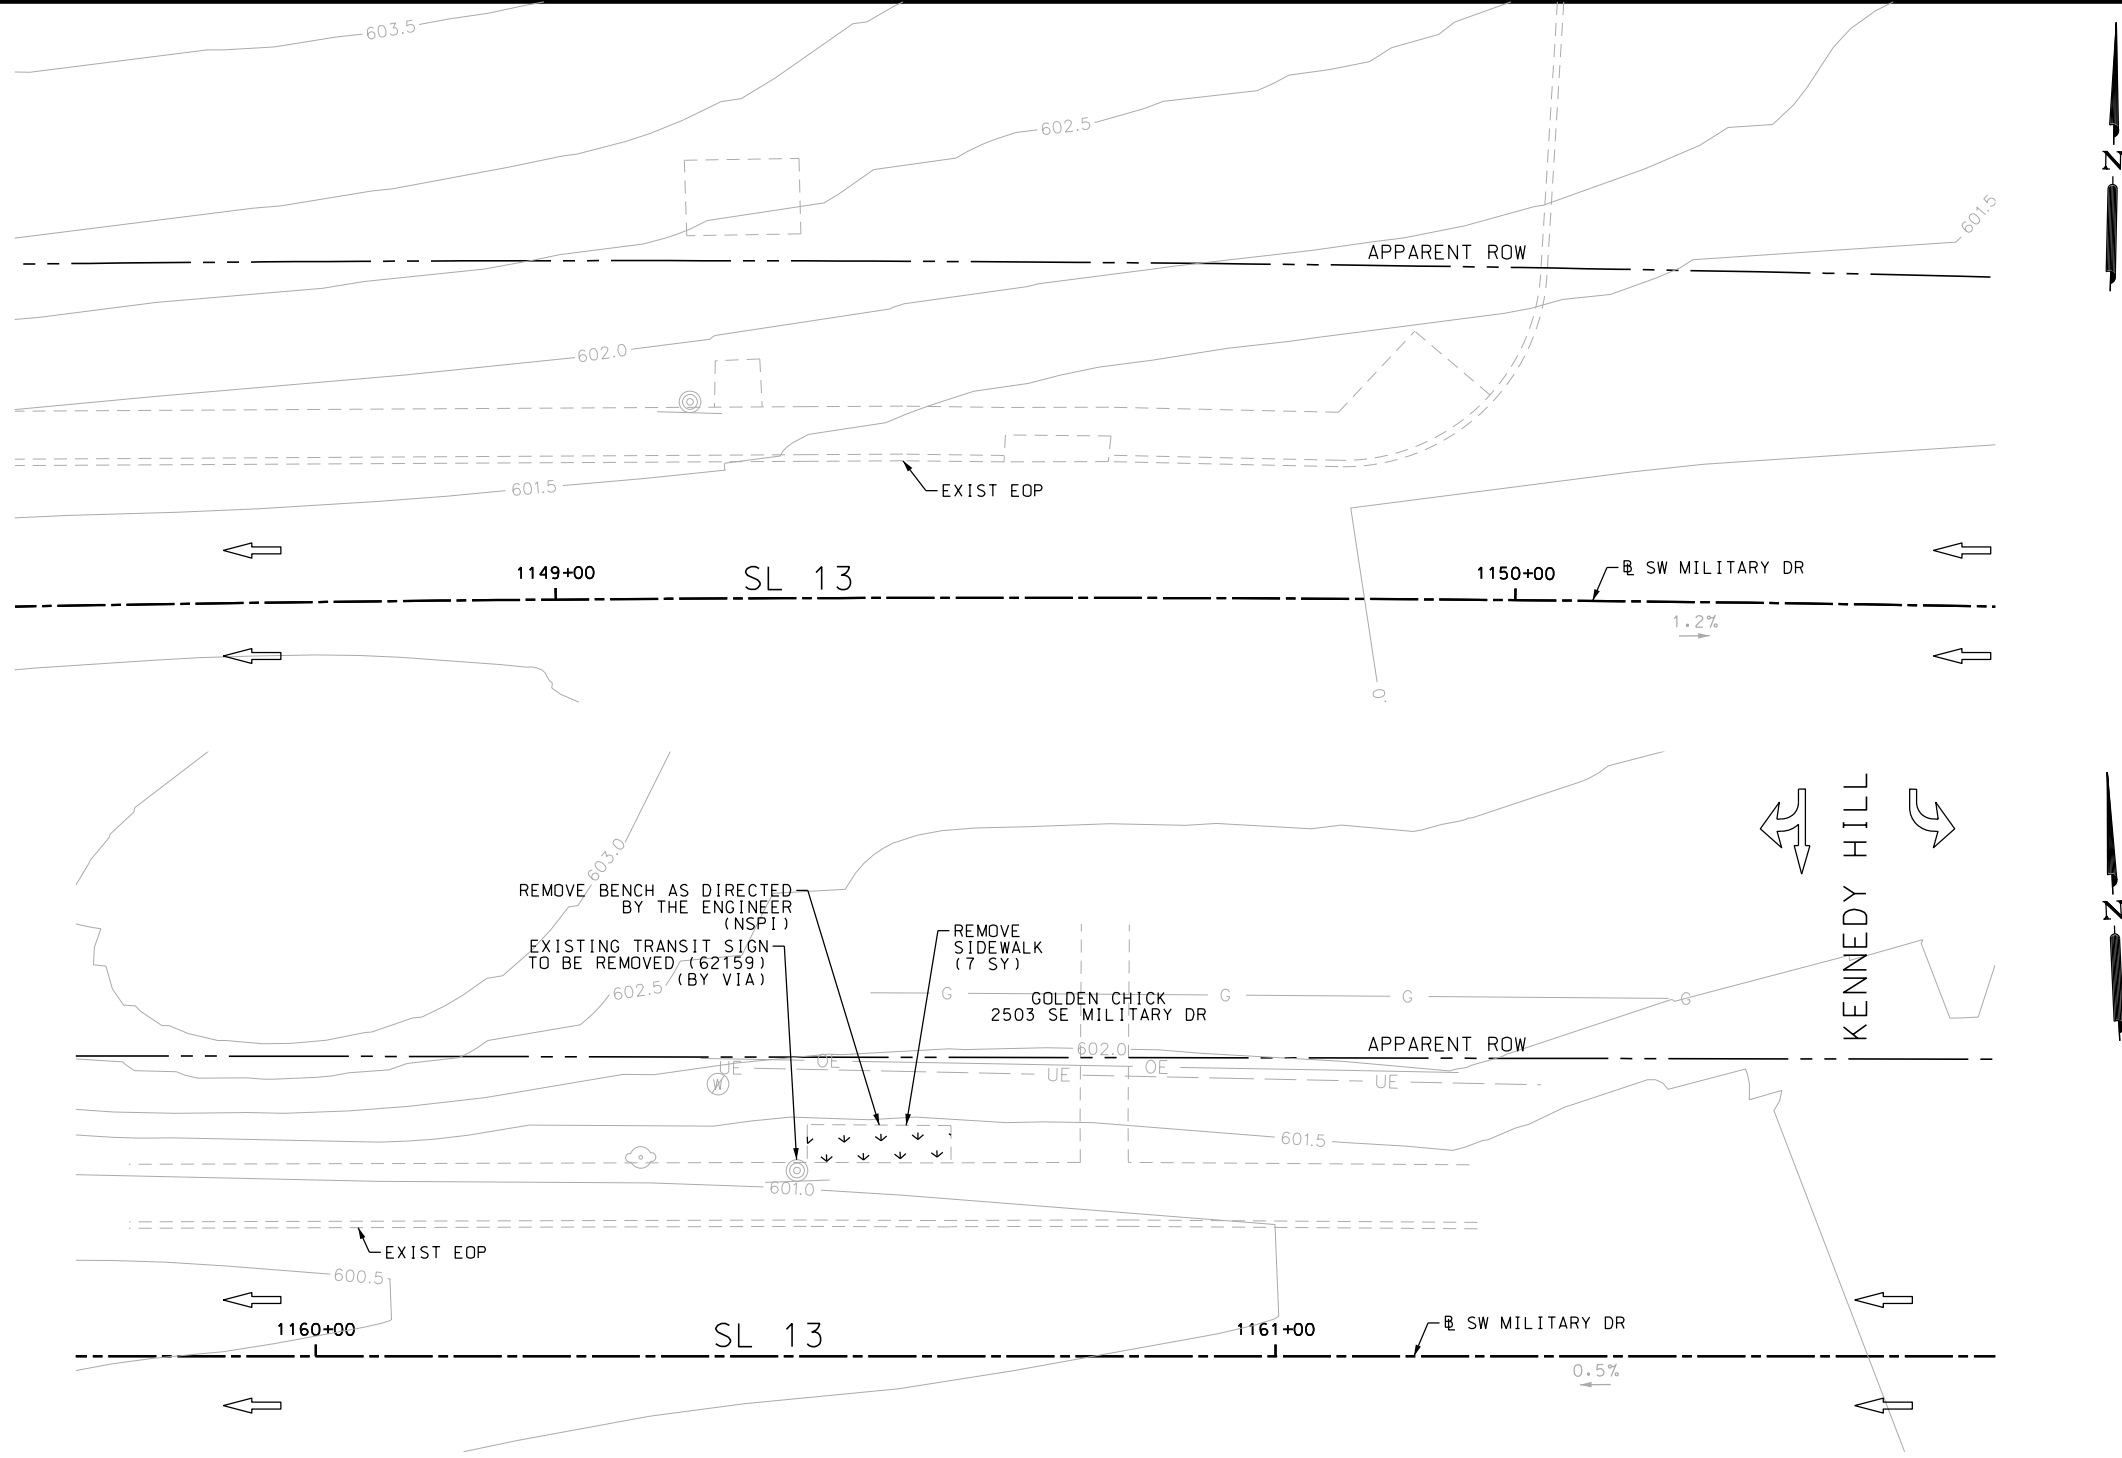 603.5
602.5
N
601.5
APPARENT ROW
602.0
601.5
EXIST EOP
1149+00
SL 13
1150+00
℄ SW MILITARY DR
1.2%
0.
KENNEDY HILL
603.0
REMOVE BENCH AS DIRECTED
BY THE ENGINEER
(NSPI)
EXISTING TRANSIT SIGN
TO BE REMOVED (62159)
(BY VIA)
REMOVE
SIDEWALK
(7 SY)
N
602.5
G
G
G
G
GOLDEN CHICK
2503 SE MILITARY DR
APPARENT ROW
602.0
UE
OE
UE
OE
UE
W
601.5
601.0
EXIST EOP
600.5
1160+00
SL 13
1161+00
℄ SW MILITARY DR
0.5%